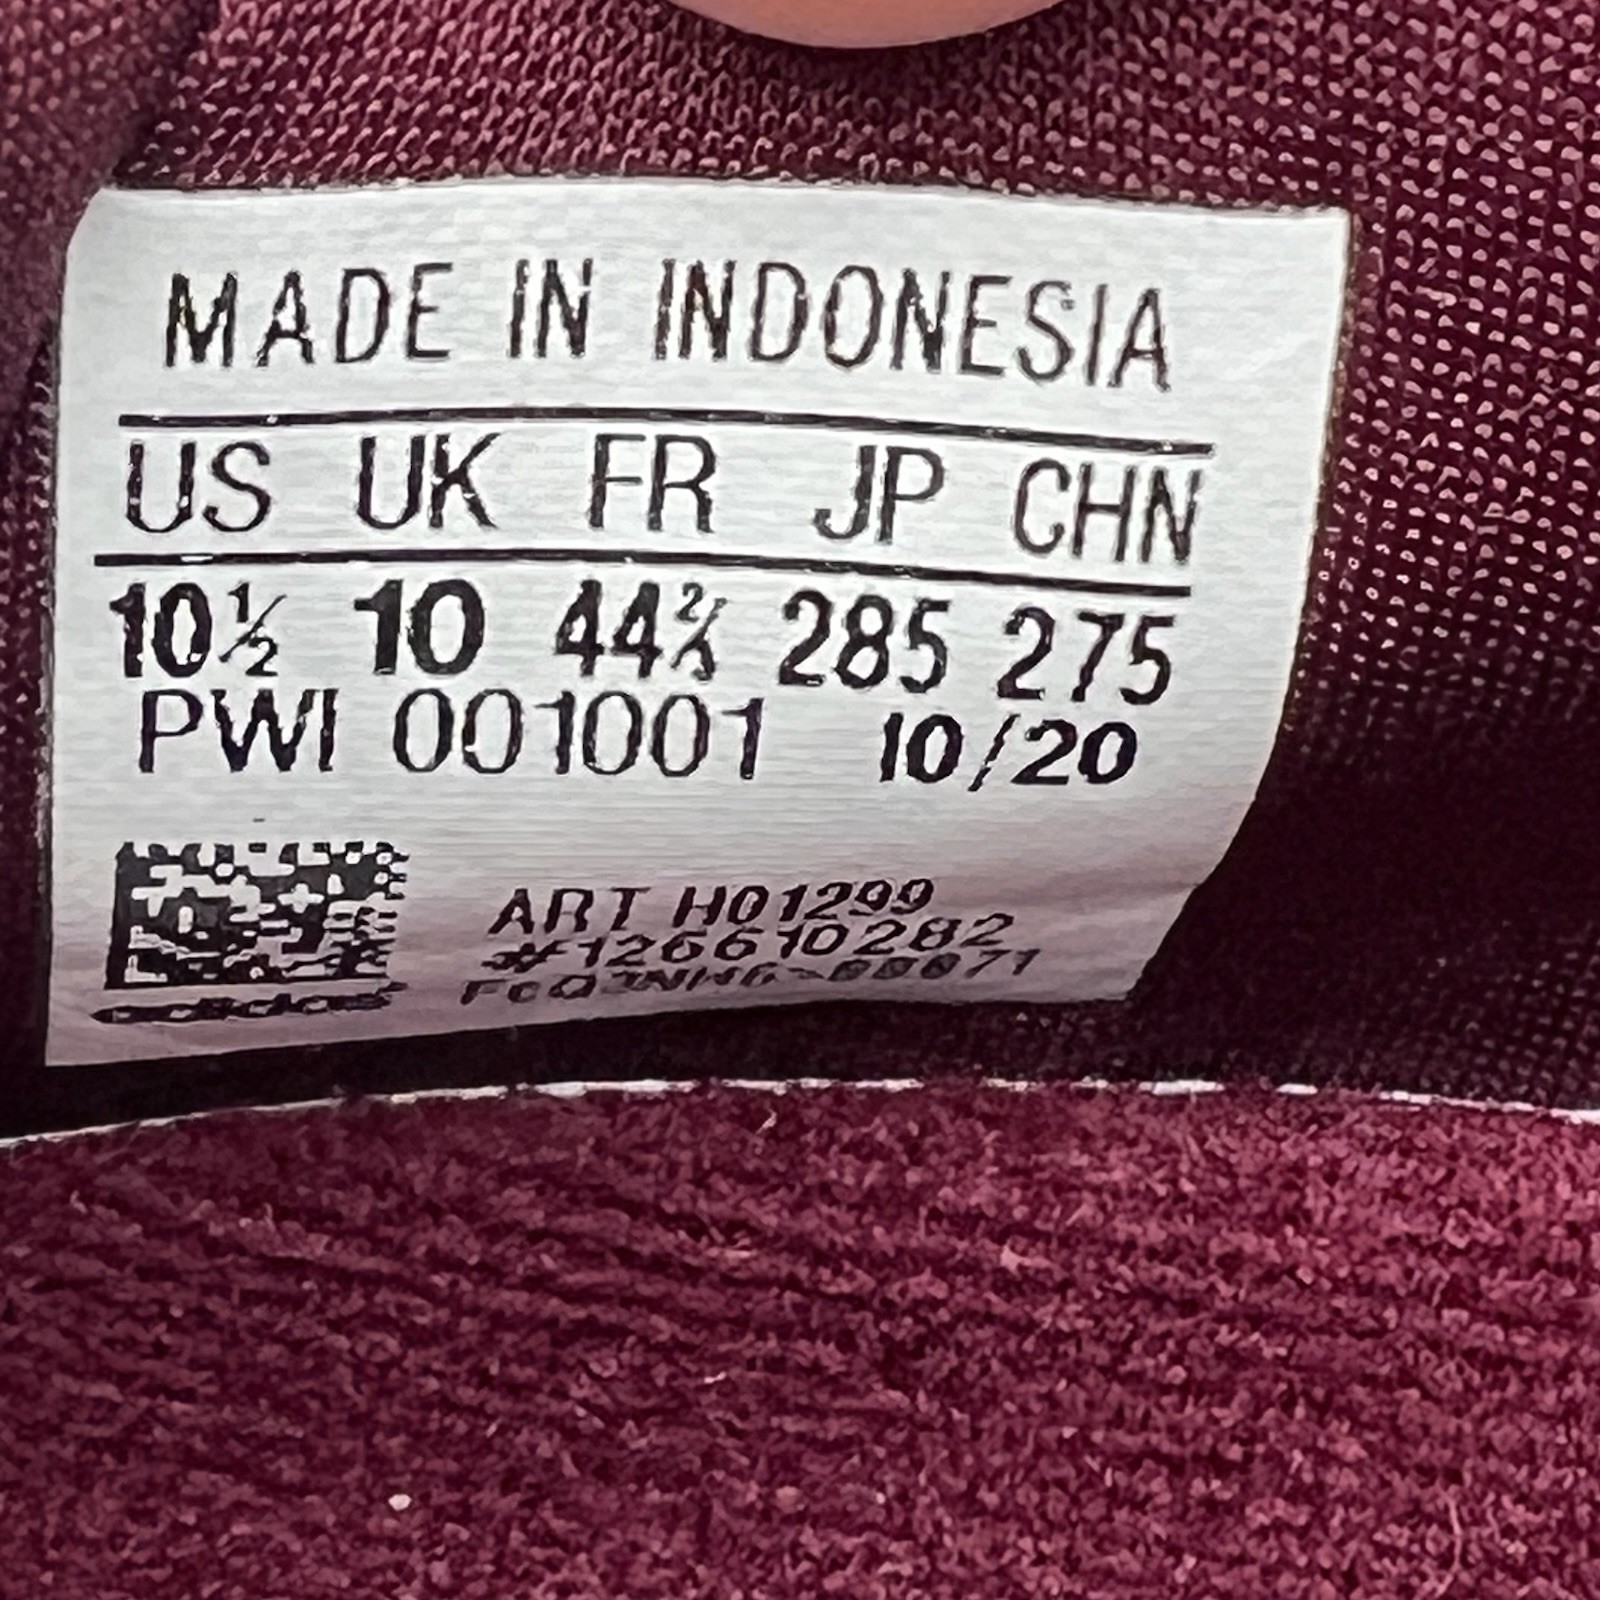 MADE IN INDONESIA
US UK FR JP CHN
10½ 10 44⅔ 285 275
PWI 001001 10/20
ART H01299
#1266610282
adidas